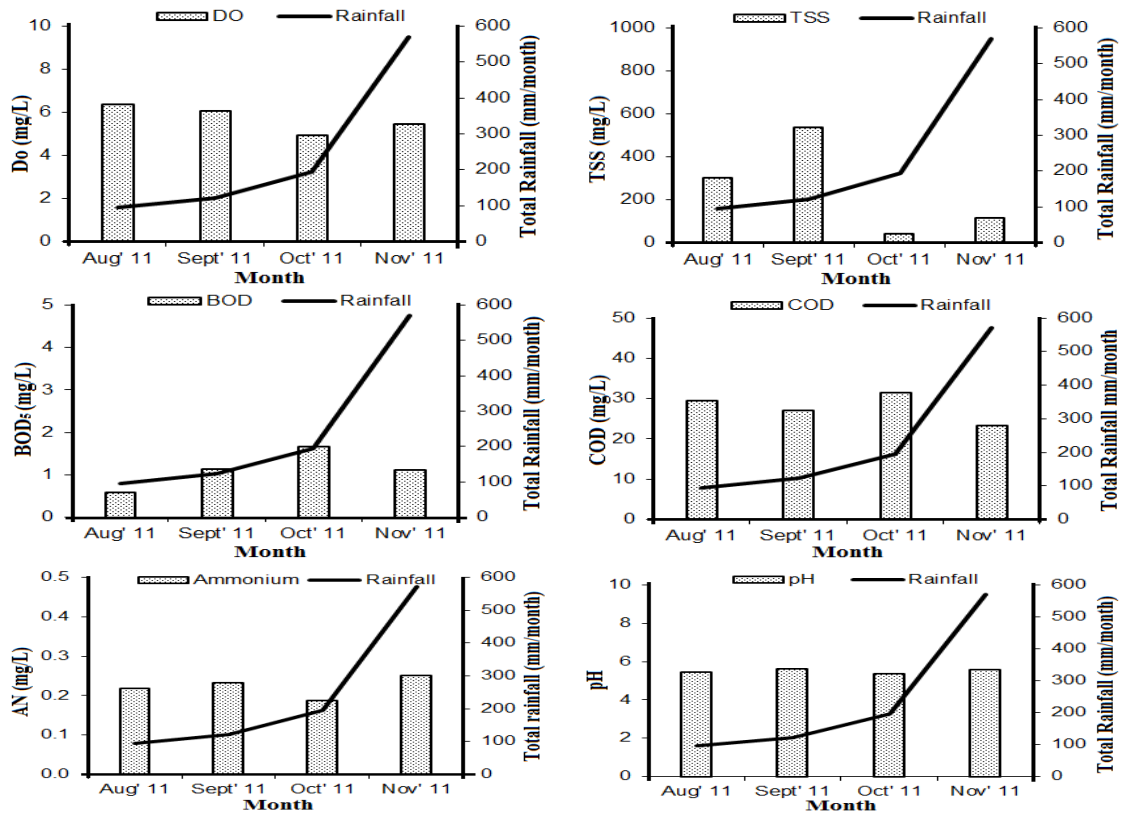 DO Rainfall
10
8
6
4
2
0
Do (mg/L)
600
500
400
300
200
100
0
Total Rainfall (mm/month)
Aug' 11 Sept' 11 Oct' 11 Nov' 11
Month
TSS Rainfall
1000
800
600
400
200
0
TSS (mg/L)
600
500
400
300
200
100
0
Total Rainfall (mm/month)
Aug' 11 Sept' 11 Oct' 11 Nov' 11
Month
BOD Rainfall
5
4
3
2
1
0
BOD₅ (mg/L)
600
500
400
300
200
100
0
Total Rainfall (mm/month)
Aug' 11 Sept' 11 Oct' 11 Nov' 11
Month
COD Rainfall
50
40
30
20
10
0
COD (mg/L)
600
500
400
300
200
100
0
Total Rainfall mm/month)
Aug' 11 Sept' 11 Oct' 11 Nov' 11
Month
Ammonium Rainfall
0.5
0.4
0.3
0.2
0.1
0.0
AN (mg/L)
600
500
400
300
200
100
0
Total rainfall (mm/month)
Aug' 11 Sept' 11 Oct' 11 Nov' 11
Month
pH Rainfall
10
8
6
4
2
0
pH
600
500
400
300
200
100
0
Total Rainfall (mm/month)
Aug' 11 Sept' 11 Oct' 11 Nov' 11
Month